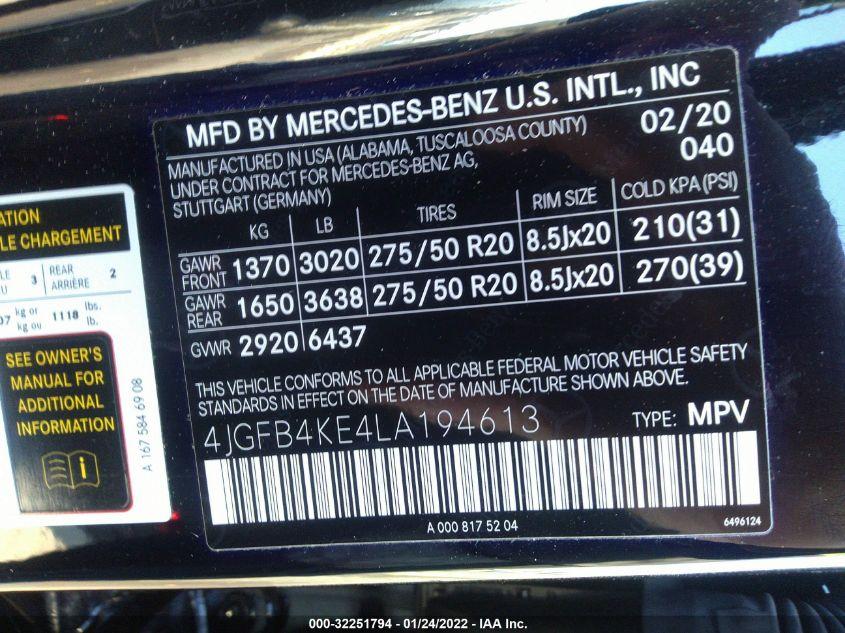 MFD BY MERCEDES-BENZ U.S. INTL., INC
MANUFACTURED IN USA (ALABAMA, TUSCALOOSA COUNTY) 02/20
UNDER CONTRACT FOR MERCEDES-BENZ AG, 040
STUTTGART (GERMANY)
KG LB TIRES RIM SIZE COLD KPA (PSI)
GAWR FRONT 1370 3020 275/50 R20 8.5Jx20 210(31)
GAWR REAR 1650 3638 275/50 R20 8.5Jx20 270(39)
GVWR 2920 6437
THIS VEHICLE CONFORMS TO ALL APPLICABLE FEDERAL MOTOR VEHICLE SAFETY
STANDARDS IN EFFECT ON THE DATE OF MANUFACTURE SHOWN ABOVE.
4JGFB4KE4LA194613 TYPE: MPV
A 000 817 52 04 6496124
CHARGEMENT
3 REAR ARRIÈRE 2
kg or kg ou 1118 lbs. lb.
SEE OWNER'S
MANUAL FOR
ADDITIONAL
INFORMATION
i
A 167 584 69 08
000-32251794 - 01/24/2022 - IAA Inc.